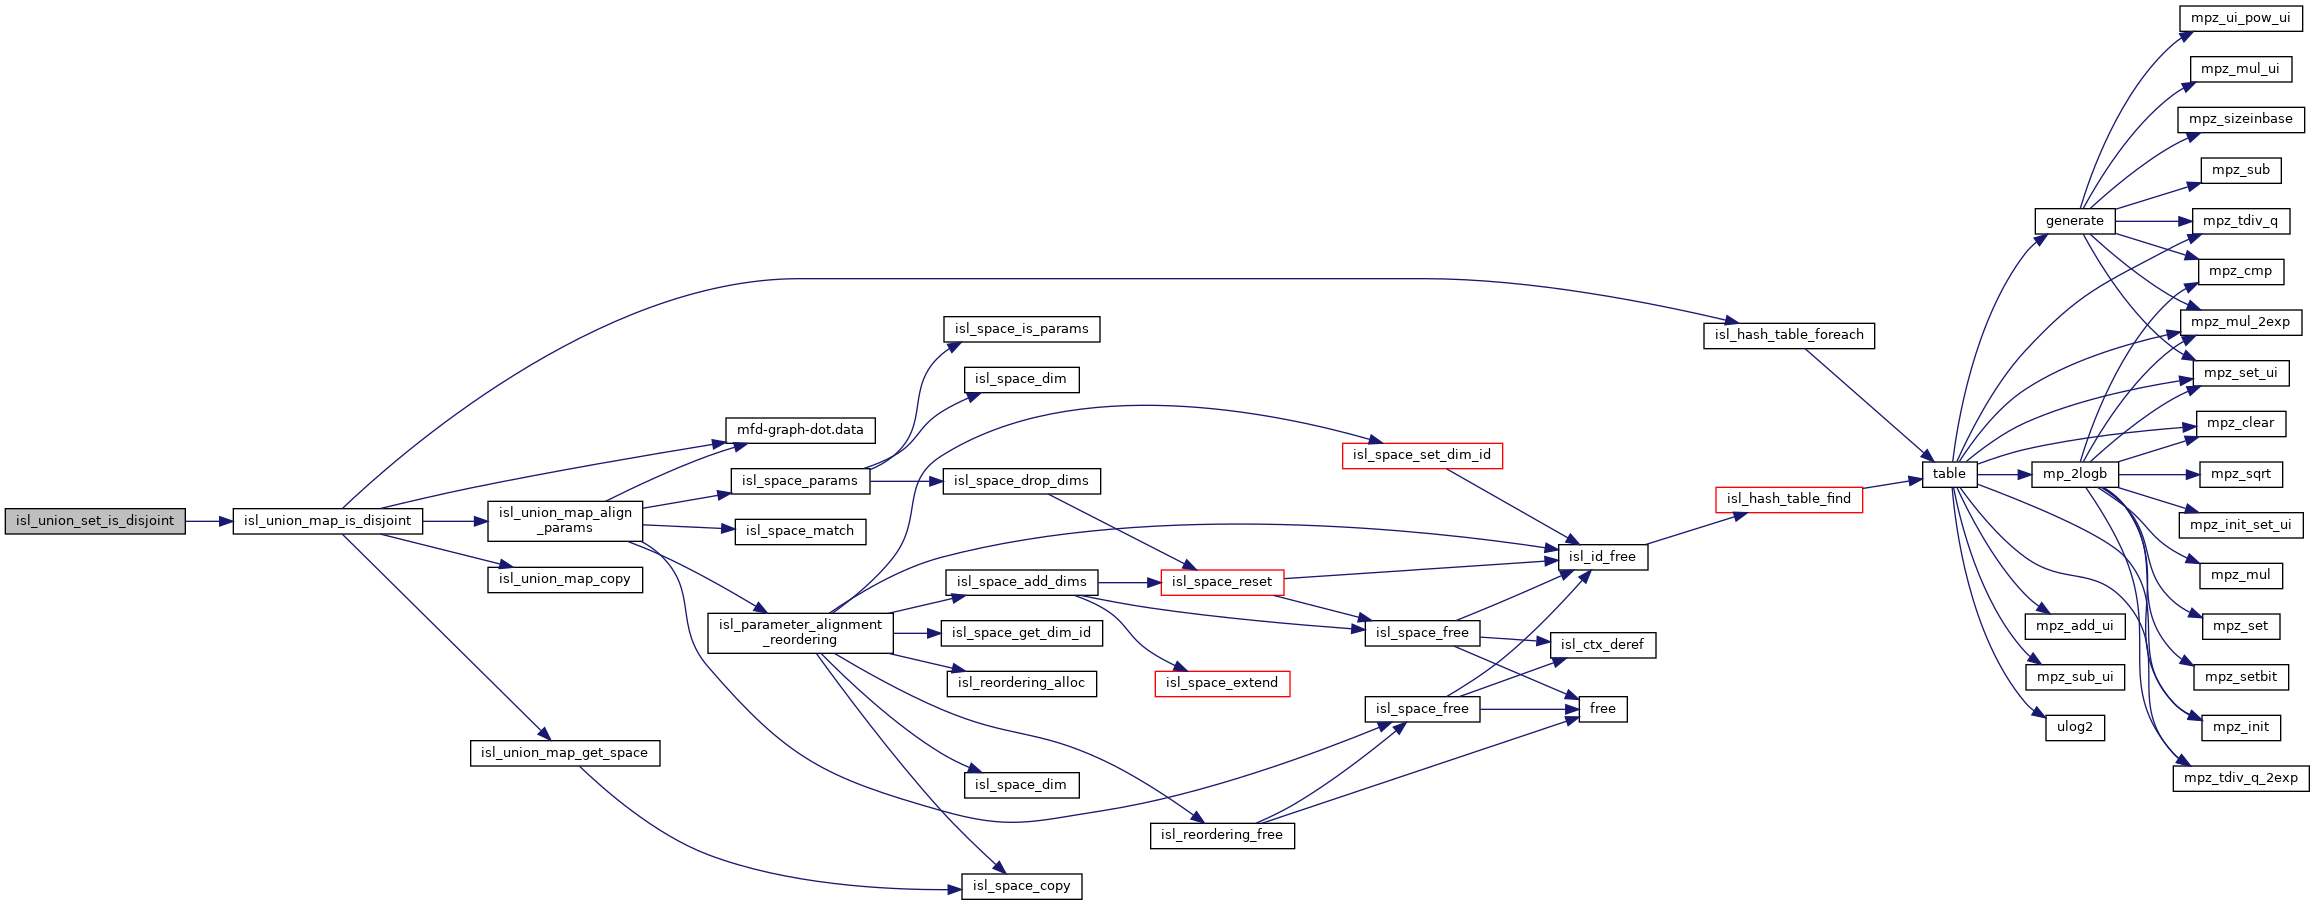 isl_union_set_is_disjoint
isl_union_map_is_disjoint
isl_union_map_align
_params
isl_union_map_copy
isl_union_map_get_space
mfd-graph-dot.data
isl_space_params
isl_space_match
isl_parameter_alignment
_reordering
isl_space_is_params
isl_space_dim
isl_space_drop_dims
isl_space_add_dims
isl_space_get_dim_id
isl_reordering_alloc
isl_space_dim
isl_space_copy
isl_space_reset
isl_space_extend
isl_reordering_free
isl_space_set_dim_id
isl_space_free
isl_space_free
isl_id_free
isl_ctx_deref
free
isl_hash_table_foreach
isl_hash_table_find
table
generate
mp_2logb
mpz_add_ui
mpz_sub_ui
ulog2
mpz_ui_pow_ui
mpz_mul_ui
mpz_sizeinbase
mpz_sub
mpz_tdiv_q
mpz_cmp
mpz_mul_2exp
mpz_set_ui
mpz_clear
mpz_sqrt
mpz_init_set_ui
mpz_mul
mpz_set
mpz_setbit
mpz_init
mpz_tdiv_q_2exp